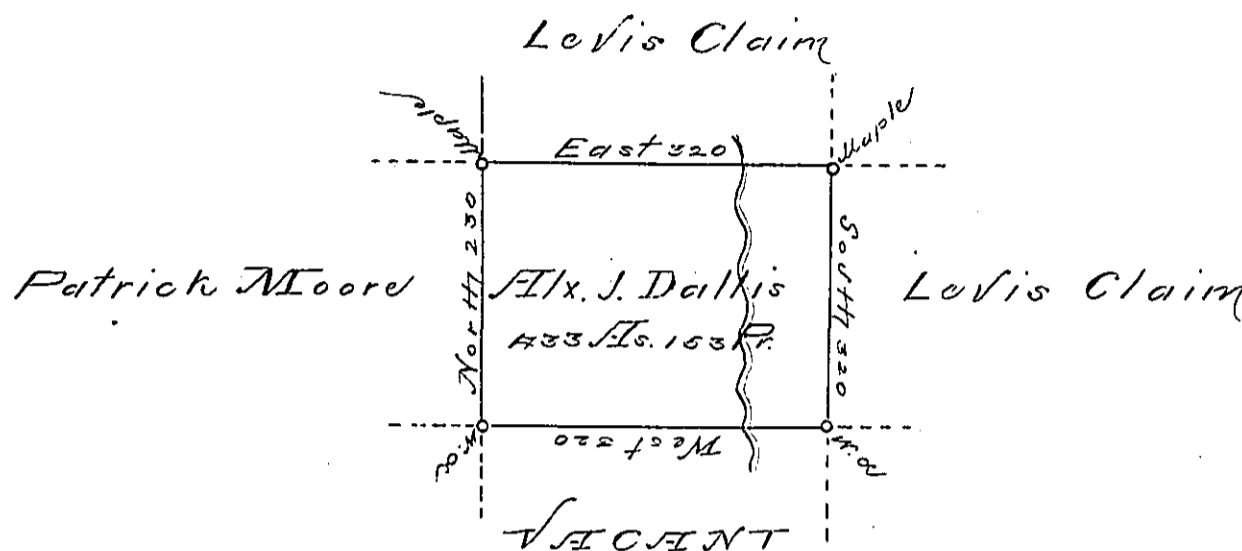 Levis Claim
Maple
Maple
East 320
North 230
South 320
Patrick Moore
Alx. J. Dallis
Levis Claim
433 As. 153 Pr.
West 320
W.O.
W.O.
VACANT